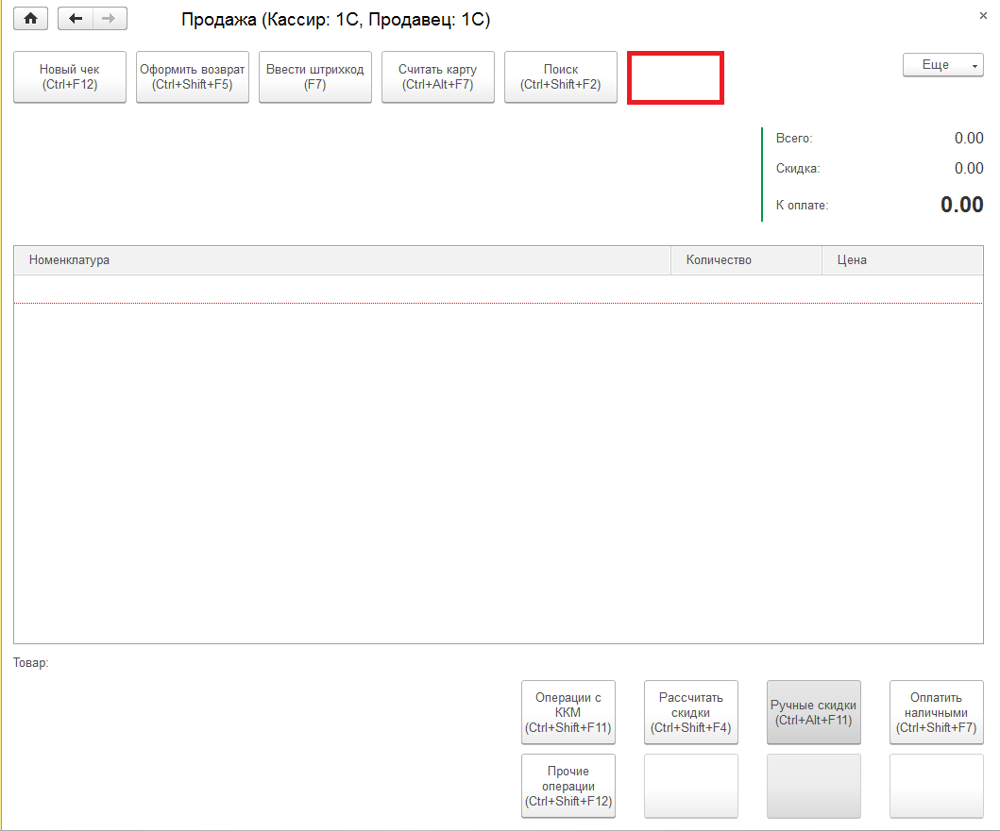 Продажа (Кассир: 1С, Продавец: 1С)
Новый чек
(Ctrl+F12)
Оформить возврат
(Ctrl+Shift+F5)
Ввести штрихкод
(F7)
Считать карту
(Ctrl+Alt+F7)
Поиск
(Ctrl+Shift+F2)
Еще
Всего: 0.00
Скидка: 0.00
К оплате: 0.00
Номенклатура Количество Цена
Товар:
Операции с
ККМ
(Ctrl+Shift+F11)
Рассчитать
скидки
(Ctrl+Shift+F4)
Ручные скидки
(Ctrl+Alt+F11)
Оплатить
наличными
(Ctrl+Shift+F7)
Прочие
операции
(Ctrl+Shift+F12)